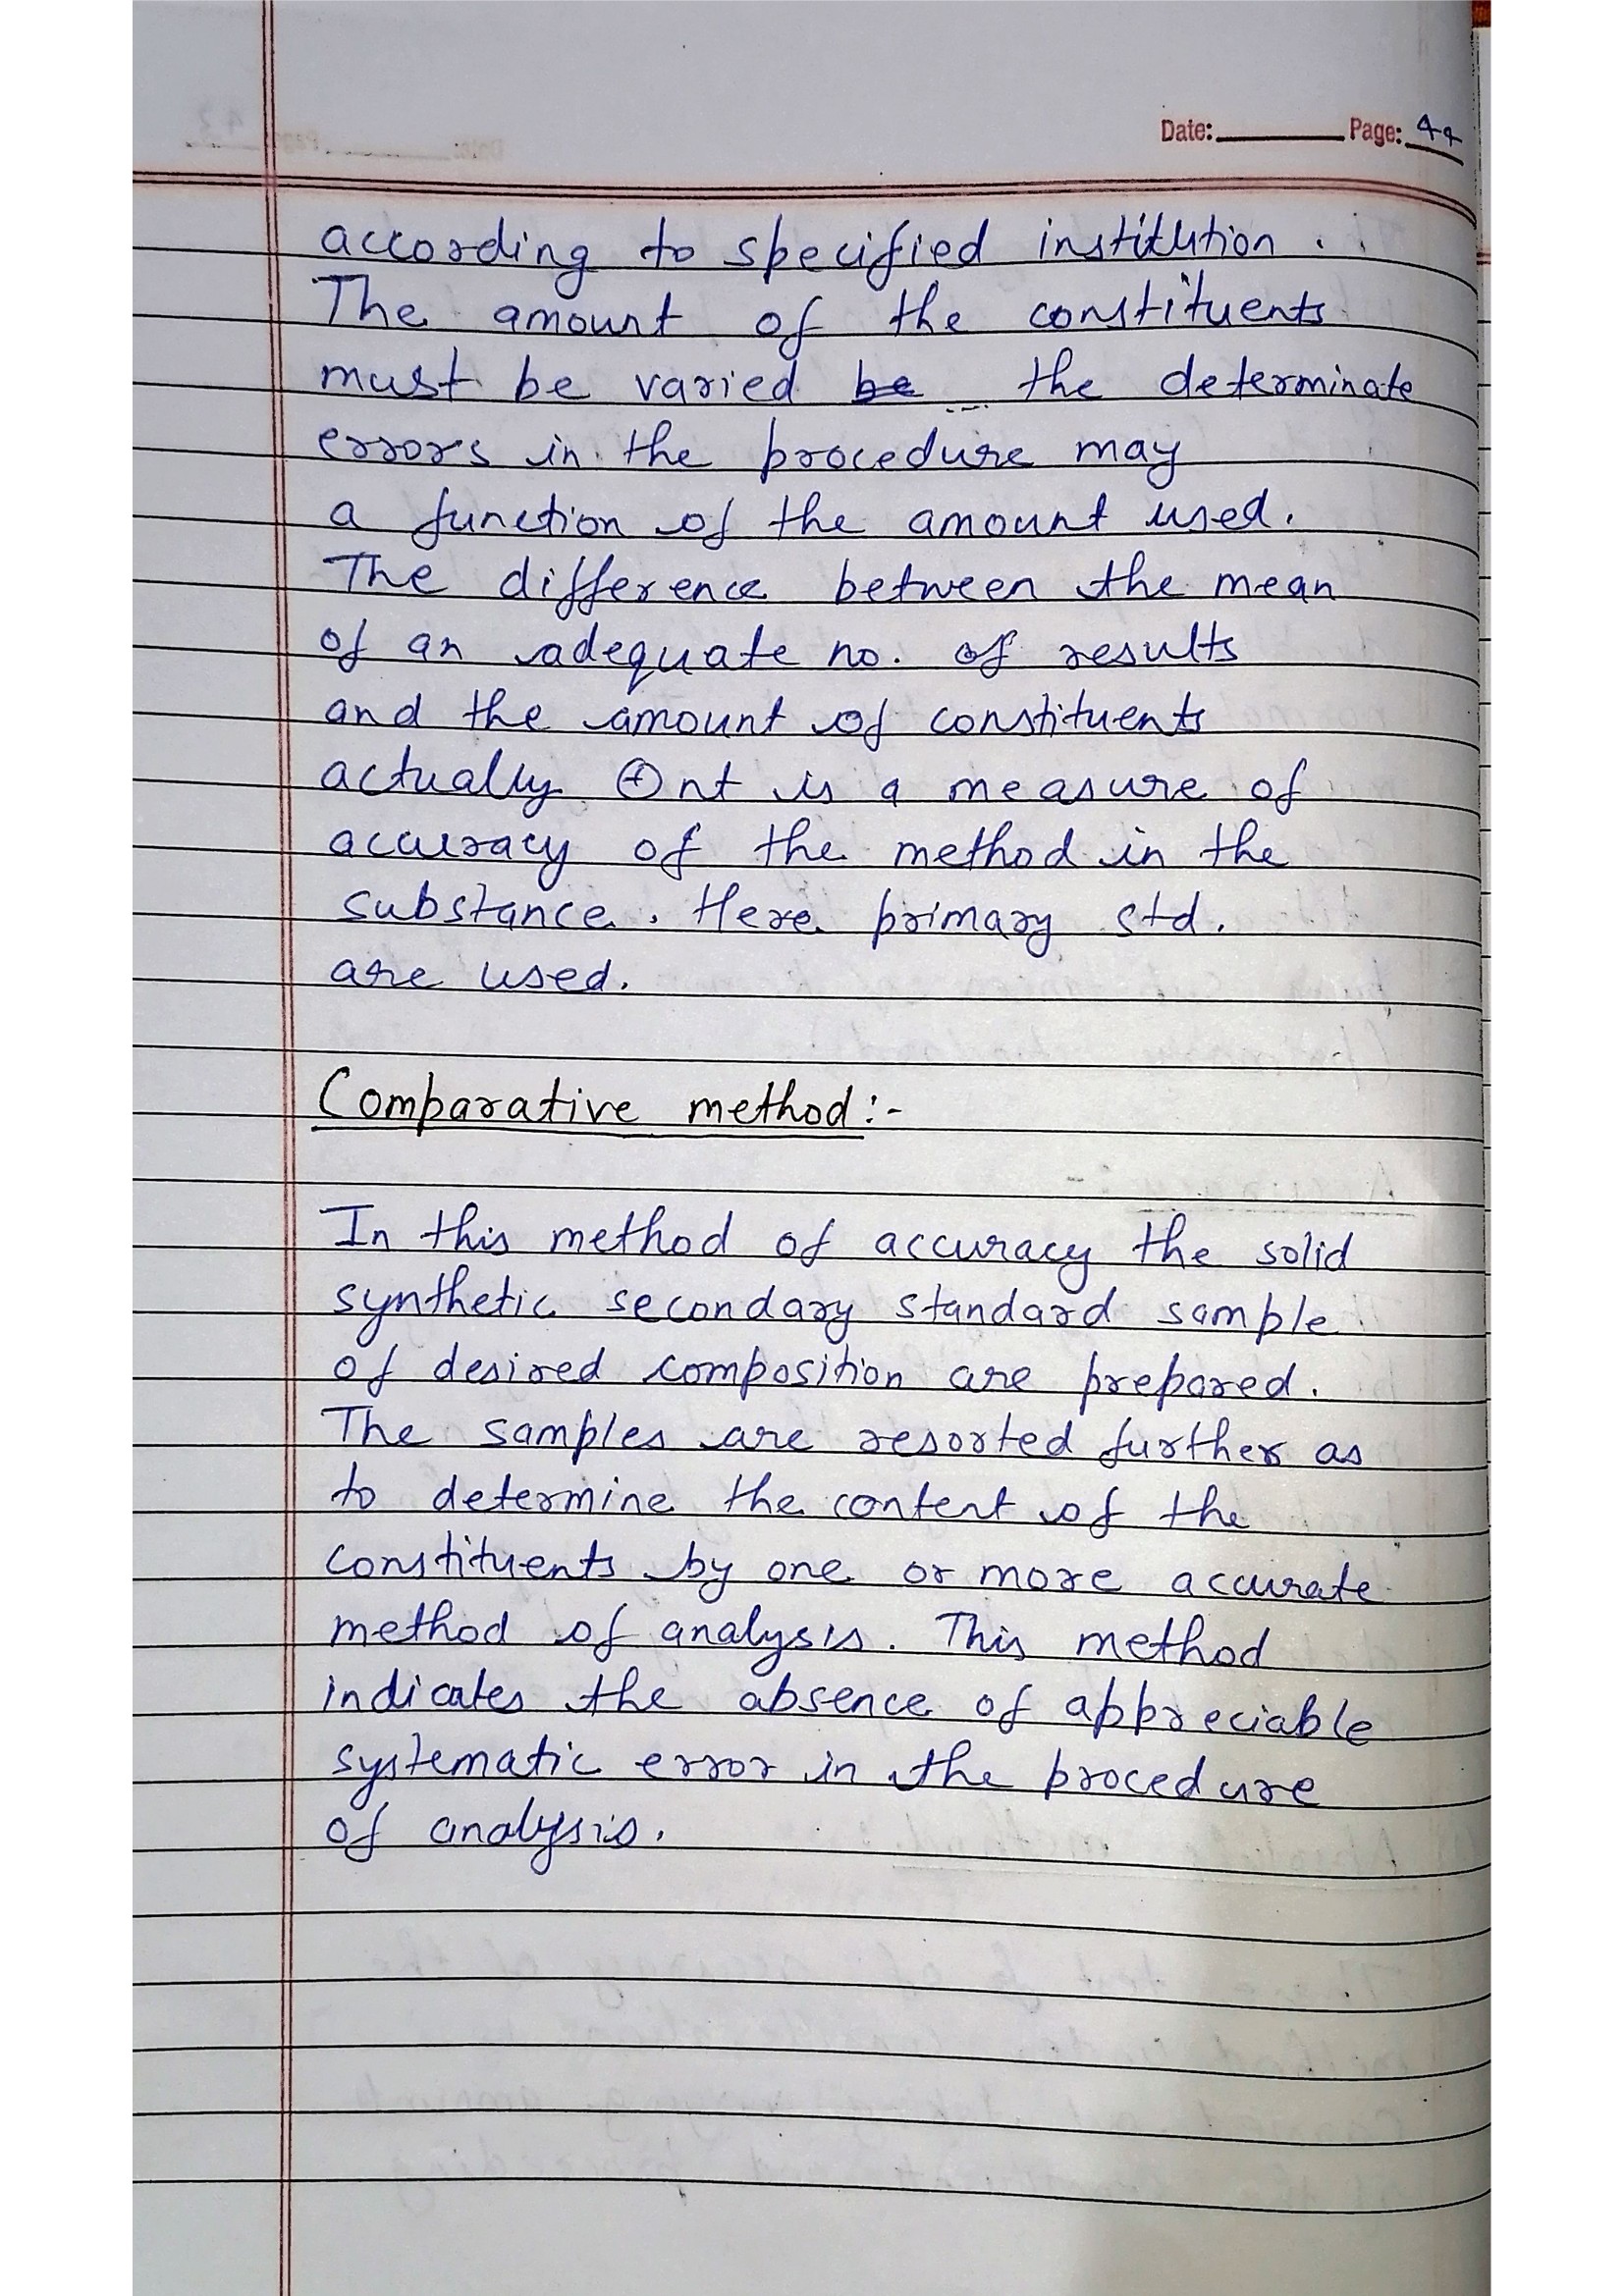 Date: Page: 44
according to specified institution.
The amount of the constituents
must be varied be the determinate
errors in the procedure may
a function of the amount used.
The difference between the mean
of an adequate no. of results
and the amount of constituents
actually ⊕nt is a measure of
accuracy of the method in the
substance. Here primary std.
are used.
Comparative method:-
In this method of accuracy the solid
synthetic secondary standard sample
of desired composition are prepared.
The samples are resorted further as
to determine the content of the
constituents by one or more accurate
method of analysis. This method
indicates the absence of appreciable
systematic error in the procedure
of analysis.